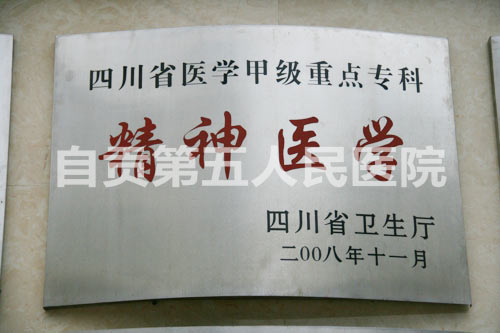 四川省医学甲级重点专科
精神医学
自贡第五人民医院
四川省卫生厅
二00八年十一月